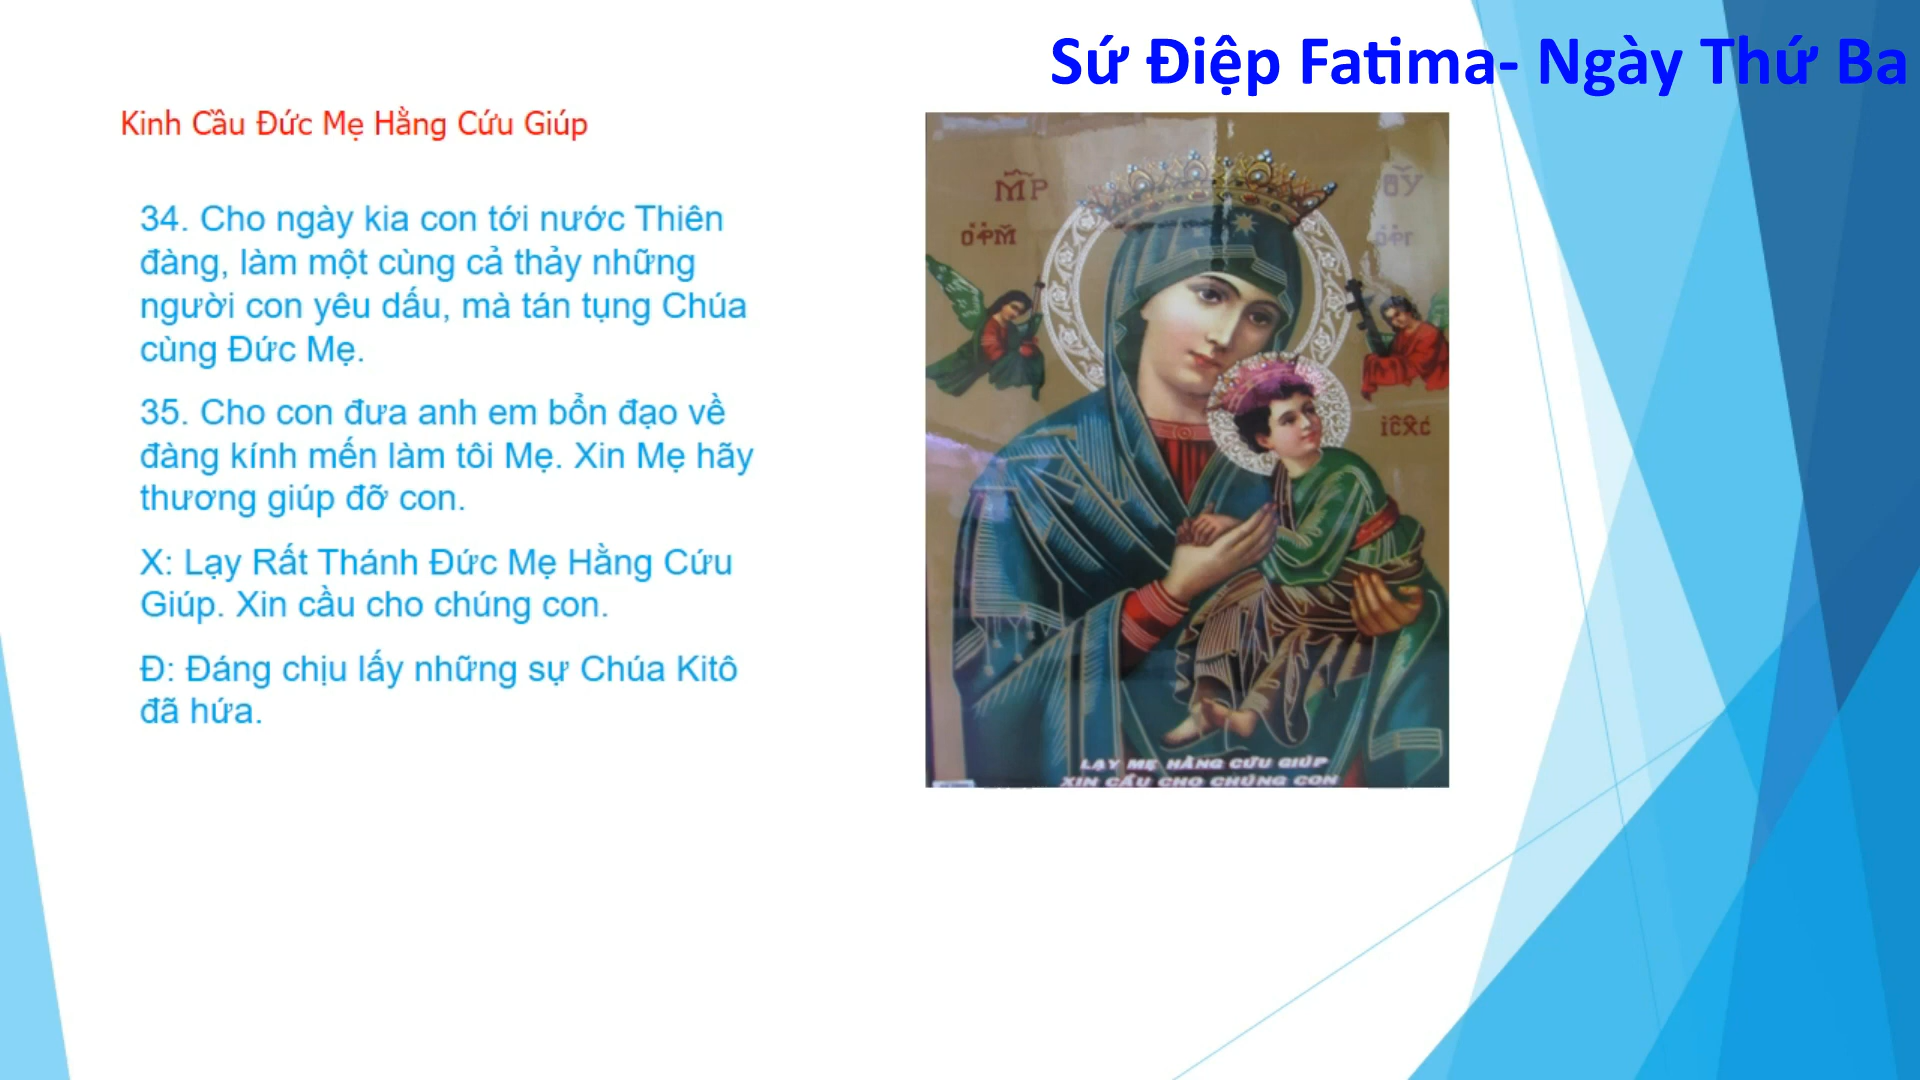 Sứ Điệp Fatima- Ngày Thứ Ba
Kinh Cầu Đức Mẹ Hằng Cứu Giúp
34. Cho ngày kia con tới nước Thiên
đàng, làm một cùng cả thảy những
người con yêu dấu, mà tán tụng Chúa
cùng Đức Mẹ.
35. Cho con đưa anh em bổn đạo về
đàng kính mến làm tôi Mẹ. Xin Mẹ hãy
thương giúp đỡ con.
X: Lạy Rất Thánh Đức Mẹ Hằng Cứu
Giúp. Xin cầu cho chúng con.
Đ: Đáng chịu lấy những sự Chúa Kitô
đã hứa.
LẠY MẸ HẰNG CỨU GIÚP
XIN CẦU CHO CHÚNG CON